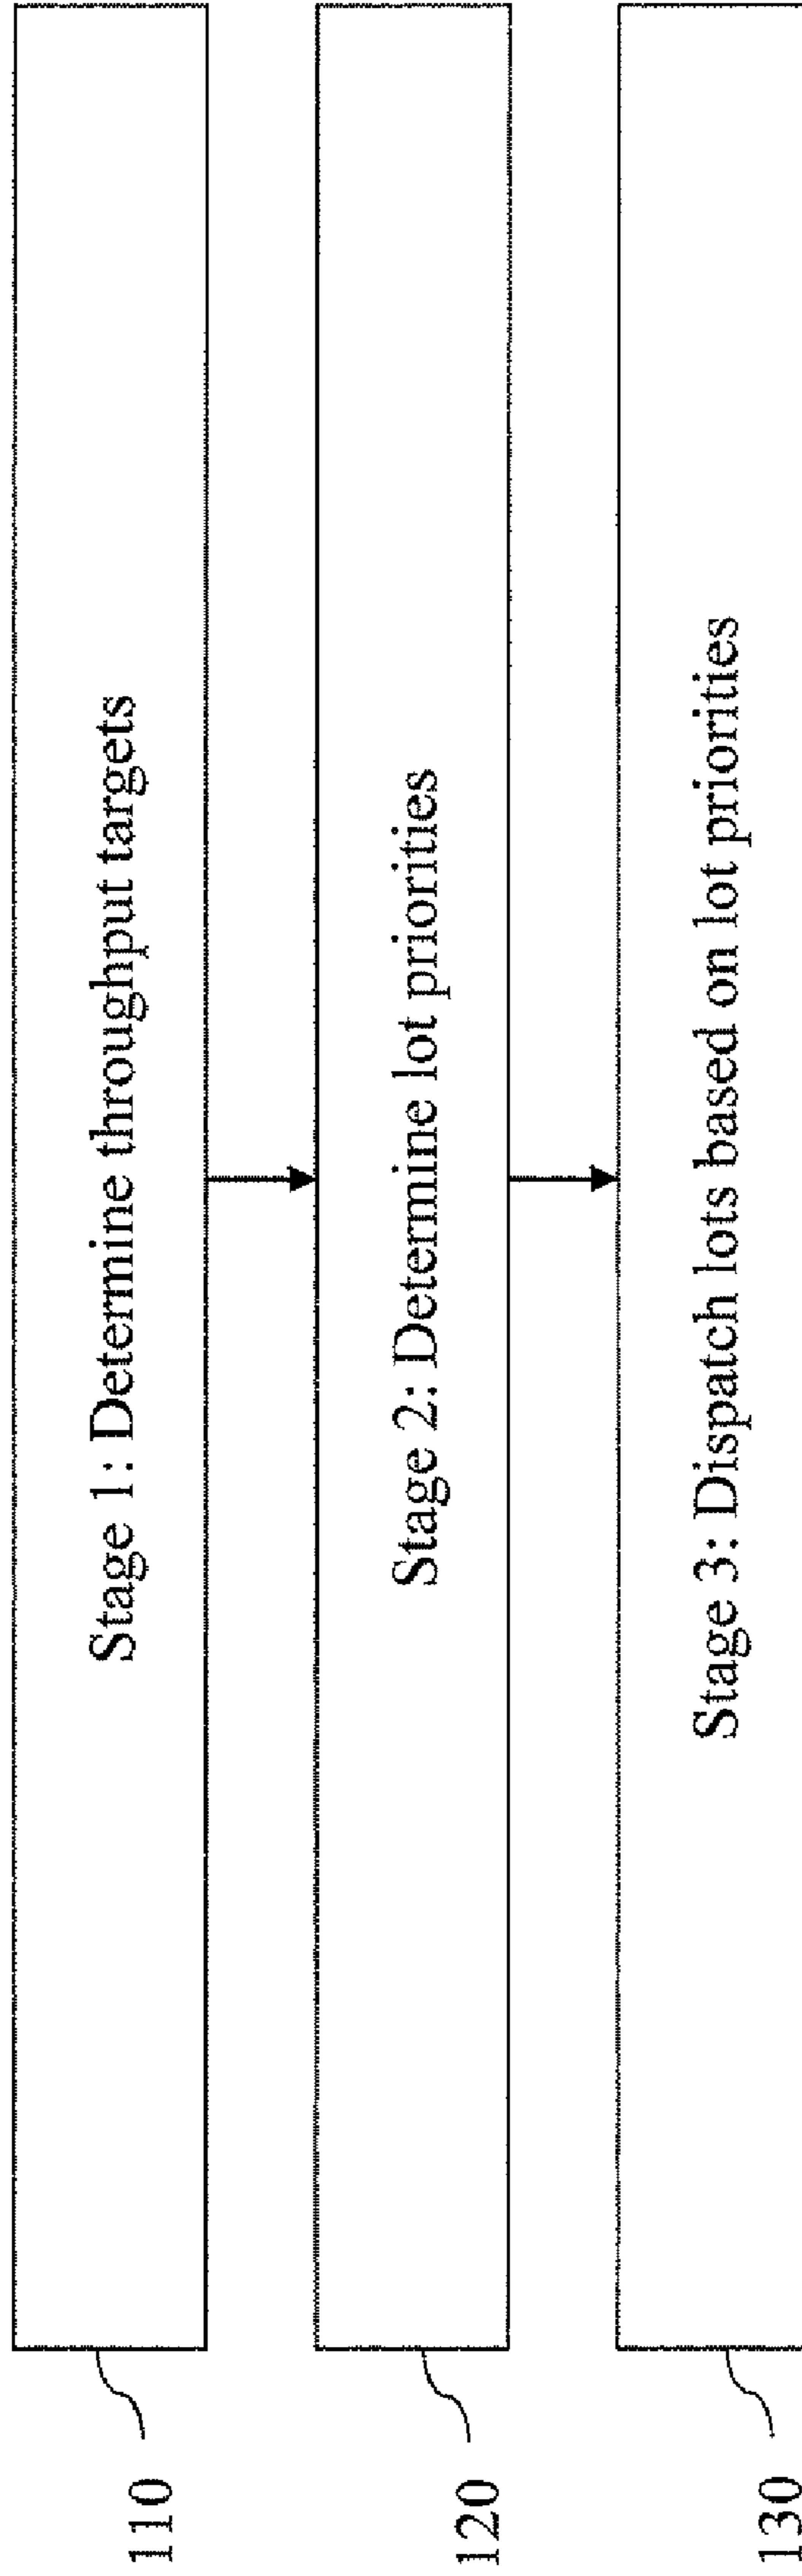 110
Stage 1: Determine throughput targets
120
Stage 2: Determine lot priorities
130
Stage 3: Dispatch lots based on lot priorities